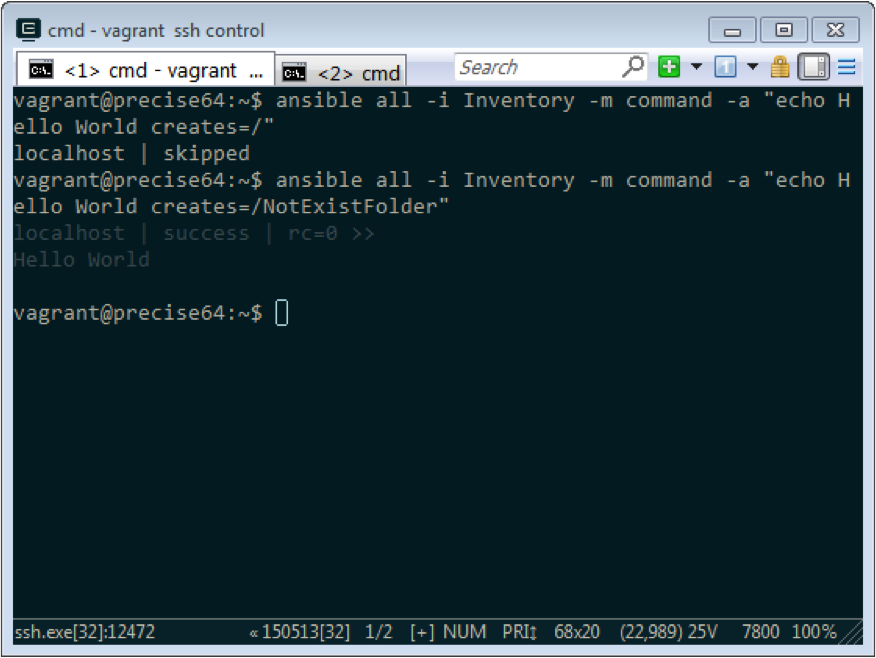 cmd - vagrant ssh control
<1> cmd - vagrant ... <2> cmd Search
vagrant@precise64:~$ ansible all -i Inventory -m command -a "echo H
ello World creates=/"
localhost | skipped
vagrant@precise64:~$ ansible all -i Inventory -m command -a "echo H
ello World creates=/NotExistFolder"
localhost | success | rc=0 >>
Hello World
vagrant@precise64:~$
ssh.exe[32]:12472 « 150513[32] 1/2 [+] NUM PRI↕ 68x20 (22,989) 25V 7800 100%